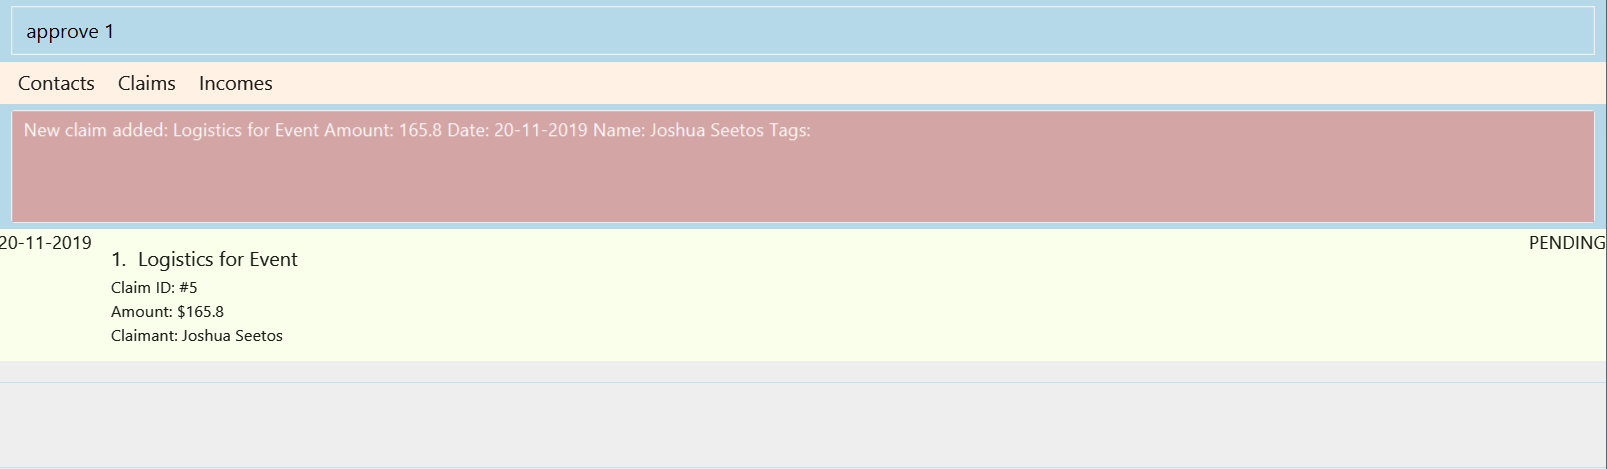 approve 1
Contacts Claims Incomes
New claim added: Logistics for Event Amount: 165.8 Date: 20-11-2019 Name: Joshua Seetos Tags:
20-11-2019
PENDING
1. Logistics for Event
Claim ID: #5
Amount: $165.8
Claimant: Joshua Seetos